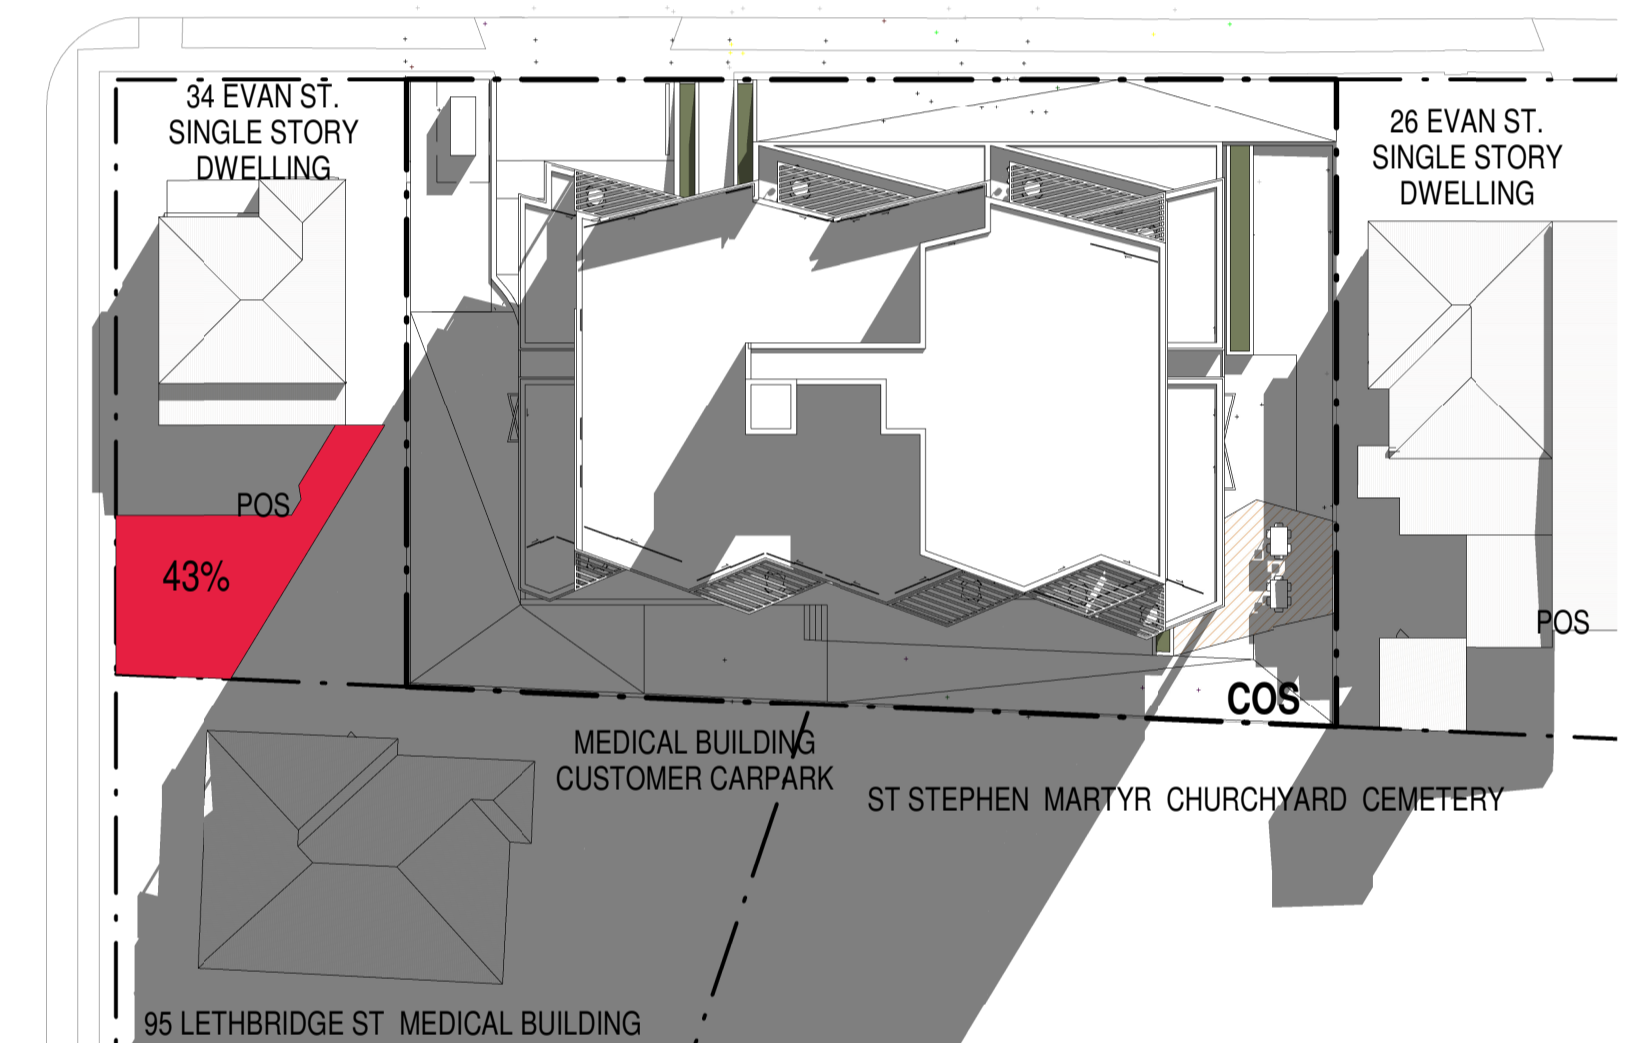 34 EVAN ST.
SINGLE STORY
DWELLING
26 EVAN ST.
SINGLE STORY
DWELLING
POS
43%
POS
COS
MEDICAL BUILDING
CUSTOMER CARPARK
ST STEPHEN MARTYR CHURCHYARD CEMETERY
95 LETHBRIDGE ST MEDICAL BUILDING